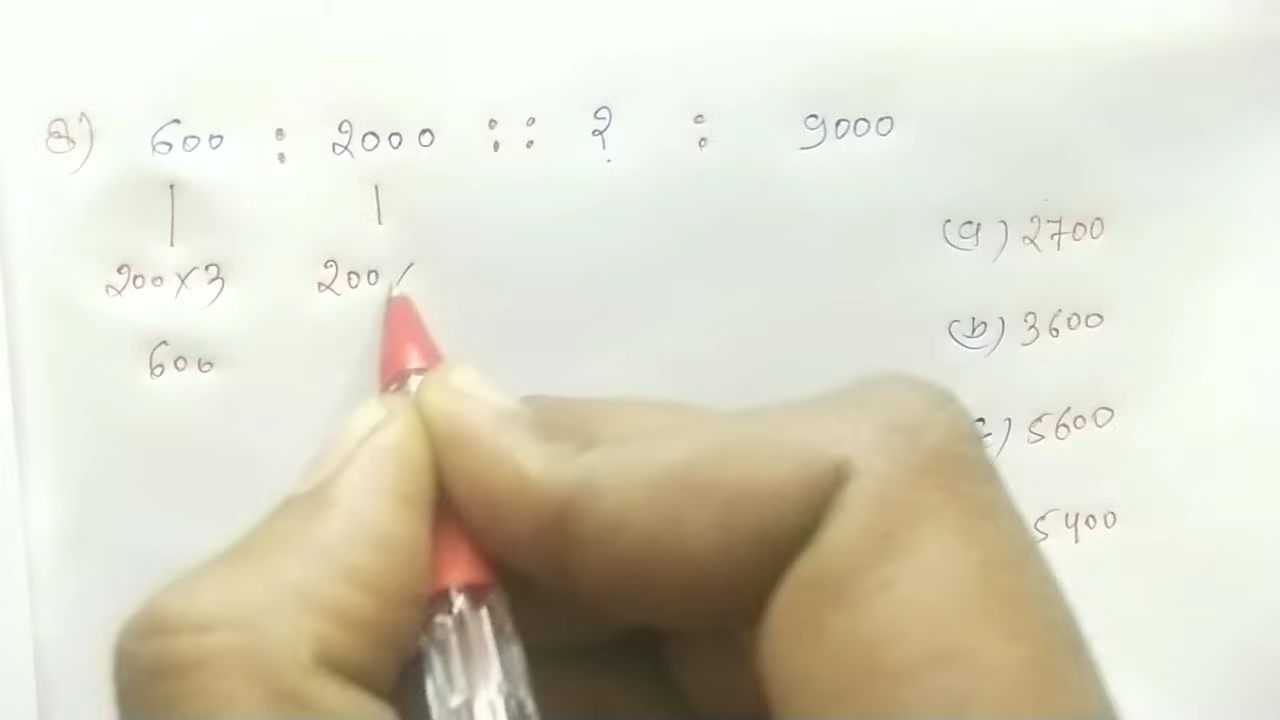 8) 600 : 2000 :: ? : 9000
200×3 200
600
(a) 2700
(b) 3600
) 5600
5400